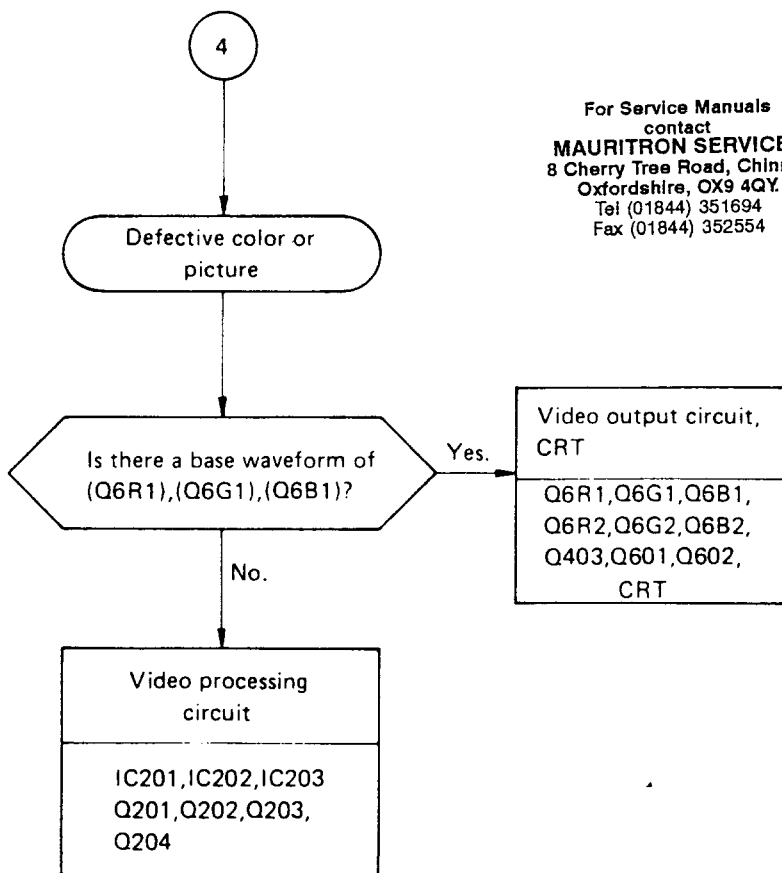 4
For Service Manuals
contact
MAURITRON SERVICE
8 Cherry Tree Road,
Oxfordshire, OX9 4QY.
Tel (01844) 351694
Fax (01844) 352554
Defective color or
picture
Is there a base waveform of
(Q6R1),(Q6G1),(Q6B1)?
Yes.
Video output circuit,
CRT
Q6R1,Q6G1,Q6B1,
Q6R2,Q6G2,Q6B2,
Q403,Q601,Q602,
CRT
No.
Video processing
circuit
IC201,IC202,IC203
Q201,Q202,Q203,
Q204